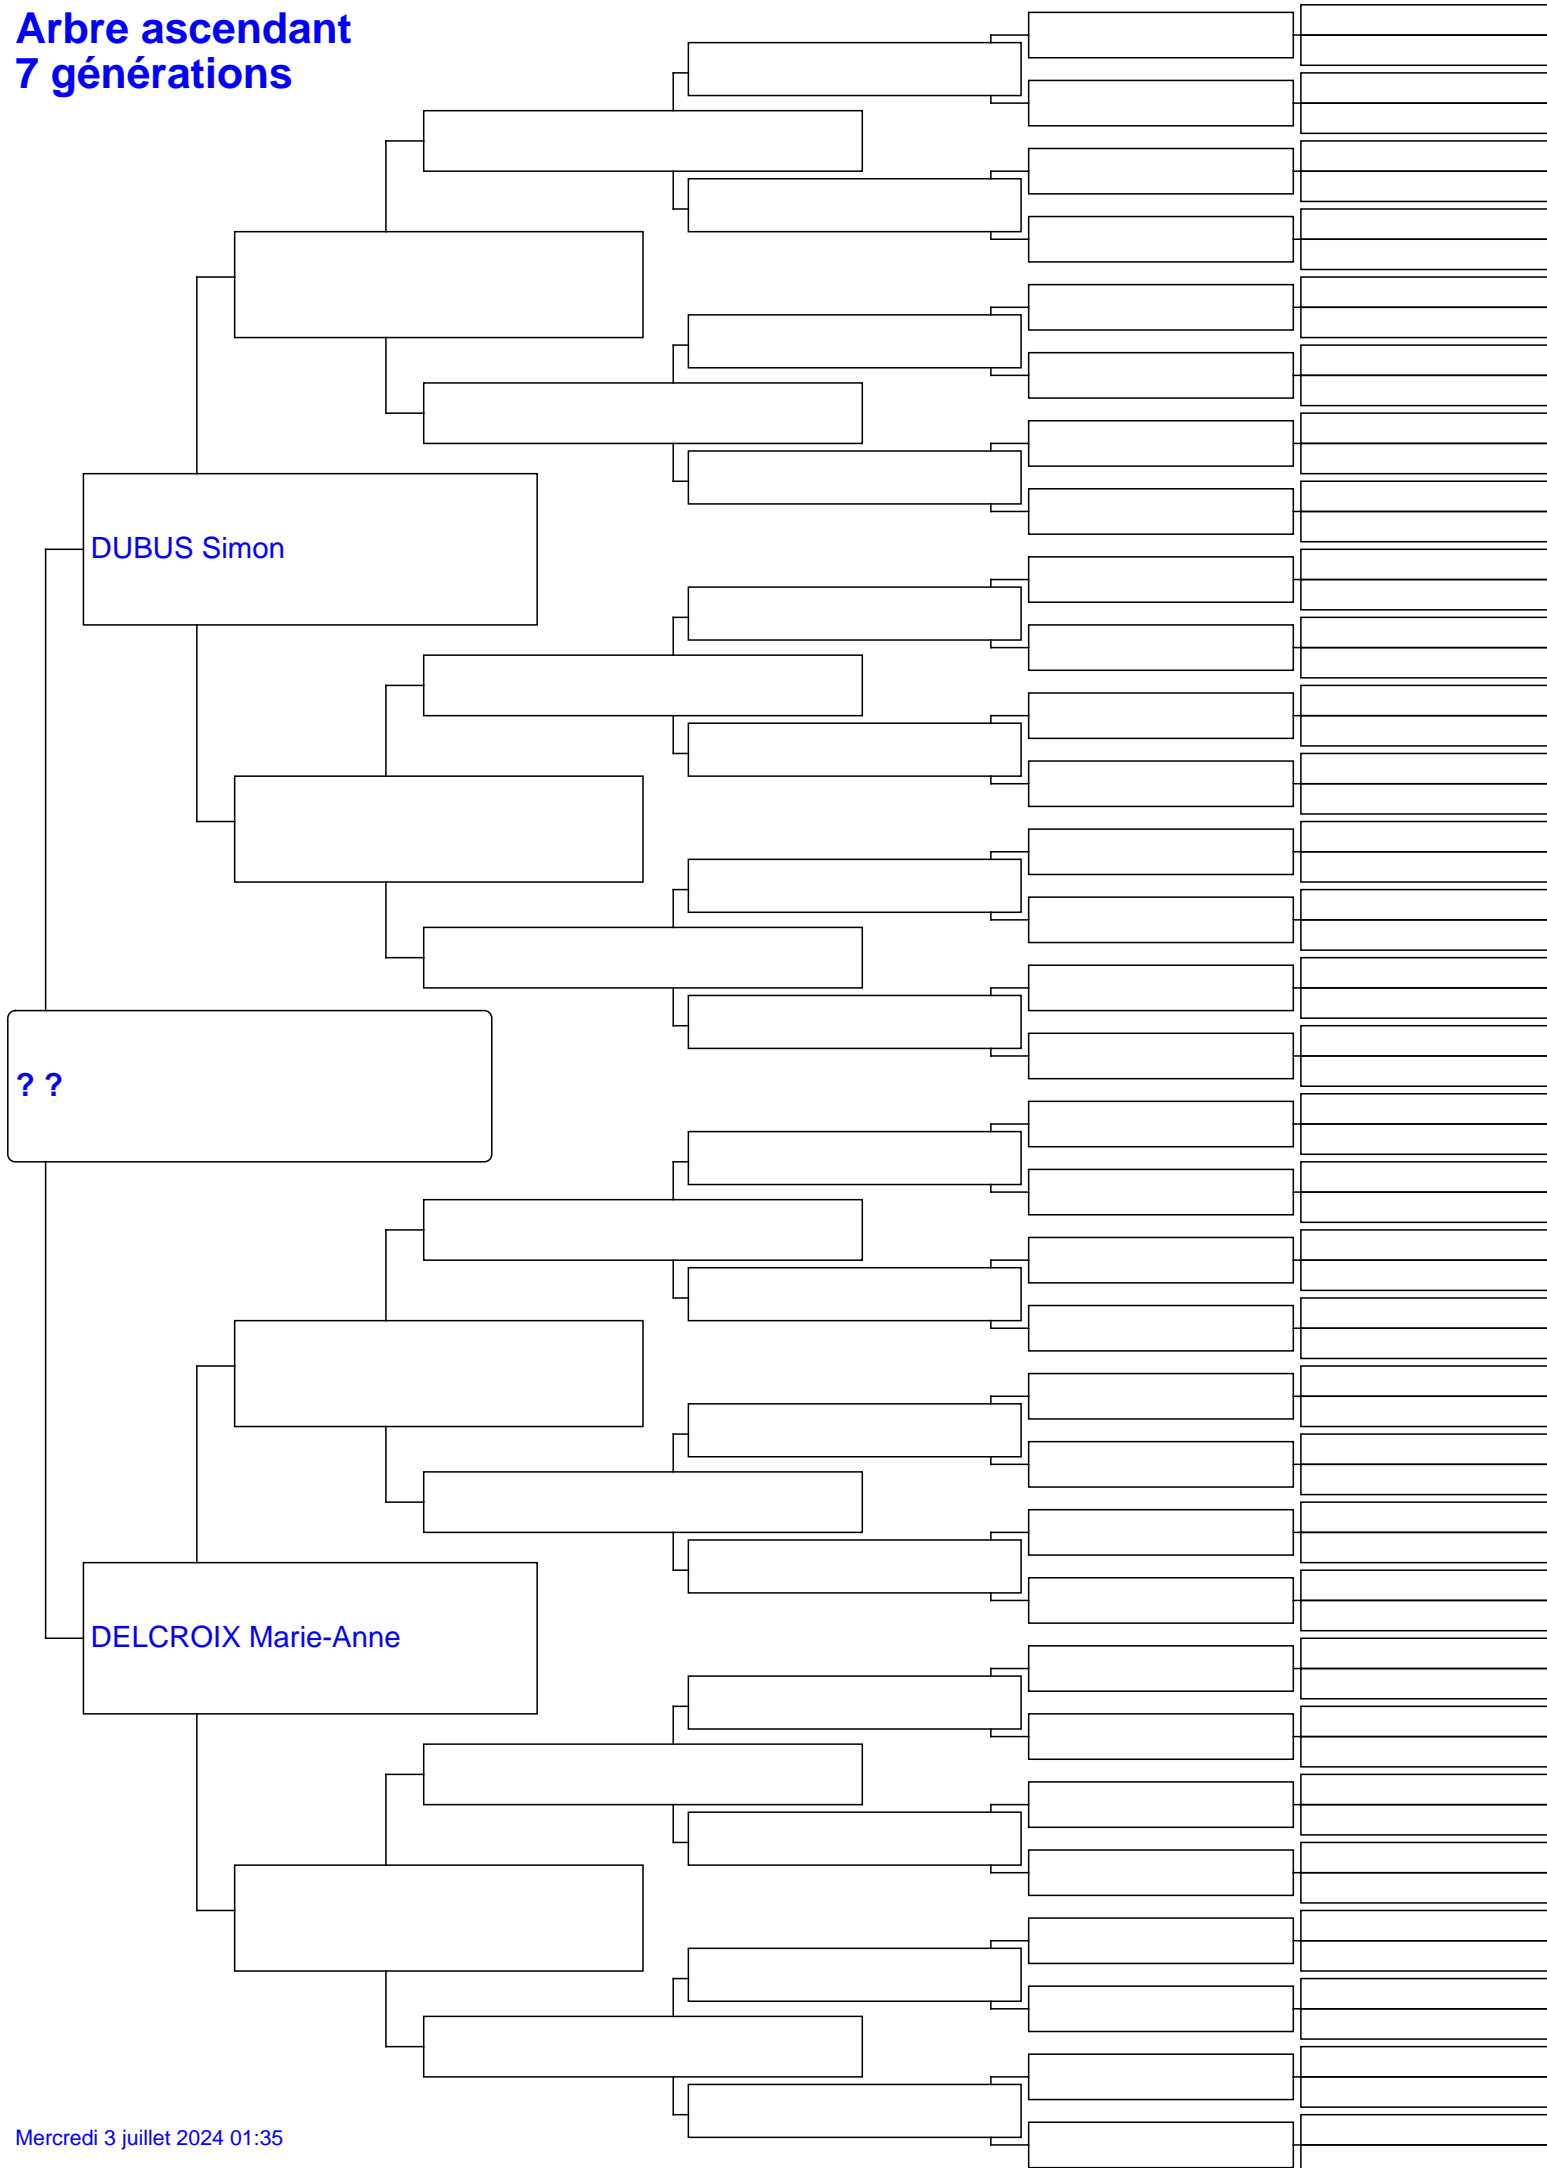 Arbre ascendant
7 générations
DUBUS Simon
? ?
DELCROIX Marie-Anne
Mercredi 3 juillet 2024 01:35